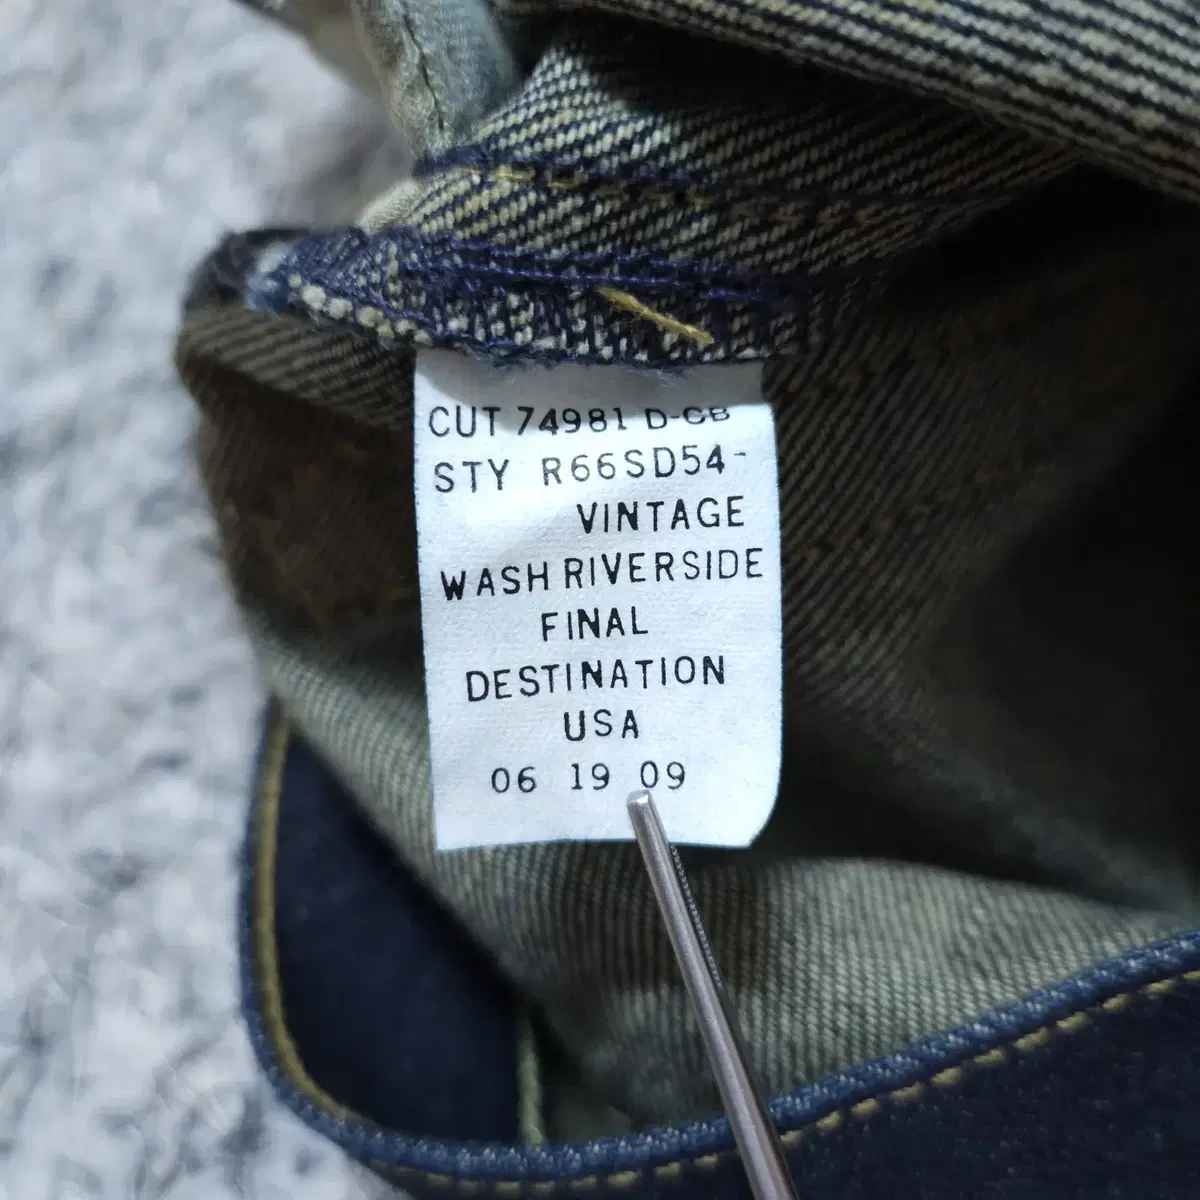 CUT 74981 D-CB
STY R66SD54-
VINTAGE
WASH RIVERSIDE
FINAL
DESTINATION
USA
06 19 09